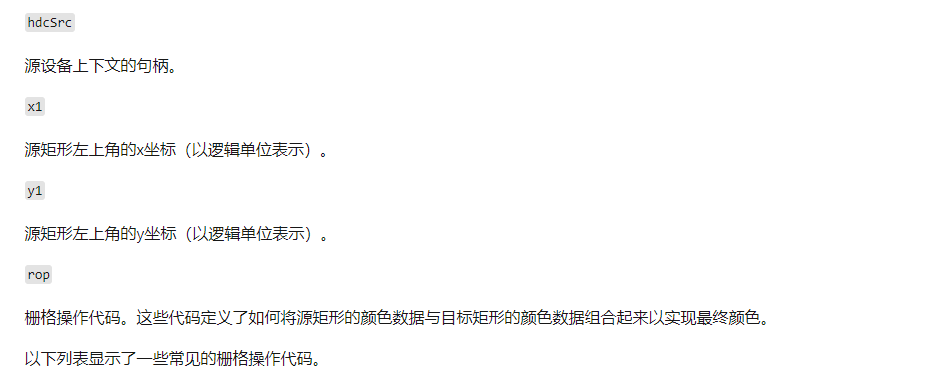 hdcSrc
源设备上下文的句柄。
x1
源矩形左上角的x坐标（以逻辑单位表示）。
y1
源矩形左上角的y坐标（以逻辑单位表示）。
rop
栅格操作代码。这些代码定义了如何将源矩形的颜色数据与目标矩形的颜色数据组合起来以实现最终颜色。
以下列表显示了一些常见的栅格操作代码。